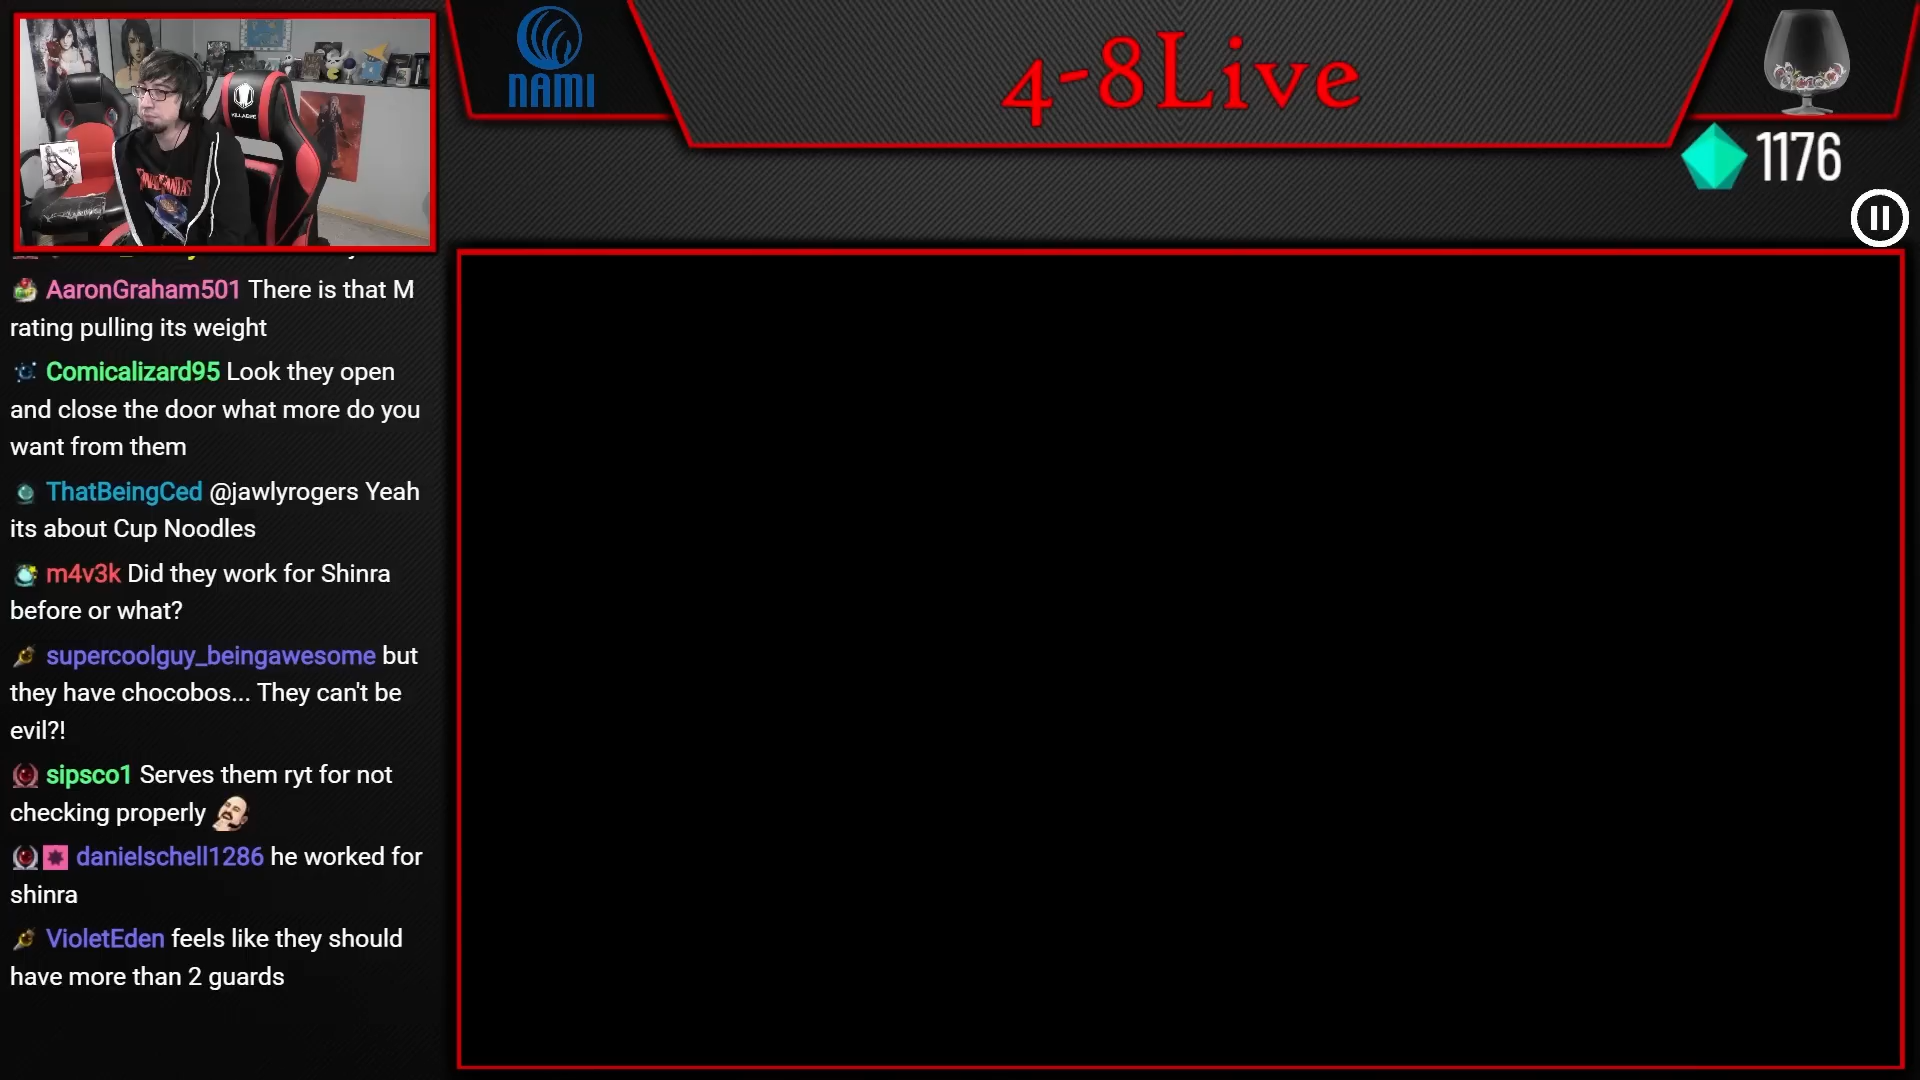 NAMI
4-8Live
1176
AaronGraham501 There is that M
rating pulling its weight
Comicalizard95 Look they open
and close the door what more do you
want from them
ThatBeingCed @jawlyrogers Yeah
its about Cup Noodles
m4v3k Did they work for Shinra
before or what?
supercoolguy_beingawesome but
they have chocobos... They can't be
evil?!
sipsco1 Serves them ryt for not
checking properly
danielschell1286 he worked for
shinra
VioletEden feels like they should
have more than 2 guards